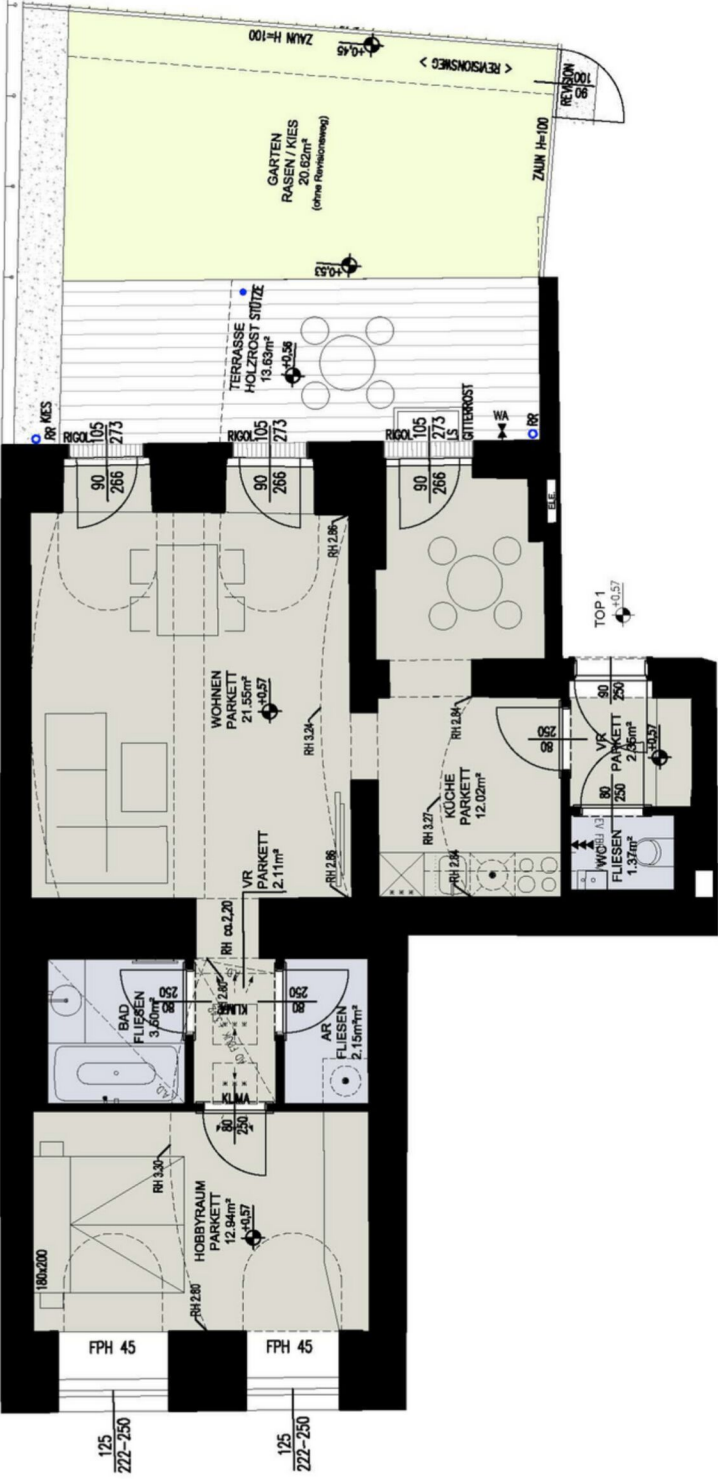 ZAUN H=100
+0,45
< REVISIONSWEG >
REVISION
90
100
ZAUN H=100
GARTEN
RASEN / KIES
20.62m²
(ohne Revisionsweg)
+0,53
STÜTZE
TERRASSE
HOLZROST
13.63m²
+0,56
RR KIES
RIGOL
105
273
RIGOL
105
273
RIGOL
105
273
LS
GITTERROST
WA
RR
90
266
90
266
90
266
ELE.
RH 2.86
WOHNEN
PARKETT
21.55m²
+0,57
RH 3.24
RH 2.86
TOP 1
+0,57
RH 2.84
KÜCHE
PARKETT
12.02m²
RH 3.27
RH 2.84
80
250
90
250
VR
PARKETT
+0,57
80
250
WC
FLIESEN
1.37m²
VR
PARKETT
2.11m²
RH ca.2,20
BAD
FLIESEN
3.60m²
80
250
RH 2.80
KLIMA
80
250
AR
FLIESEN
2.15m²
A.D.
KLIMA
80
250
RH 3.30
HOBBYRAUM
PARKETT
12.94m²
+0,57
180x200
RH 2.80
FPH 45
FPH 45
125
222-250
125
222-250